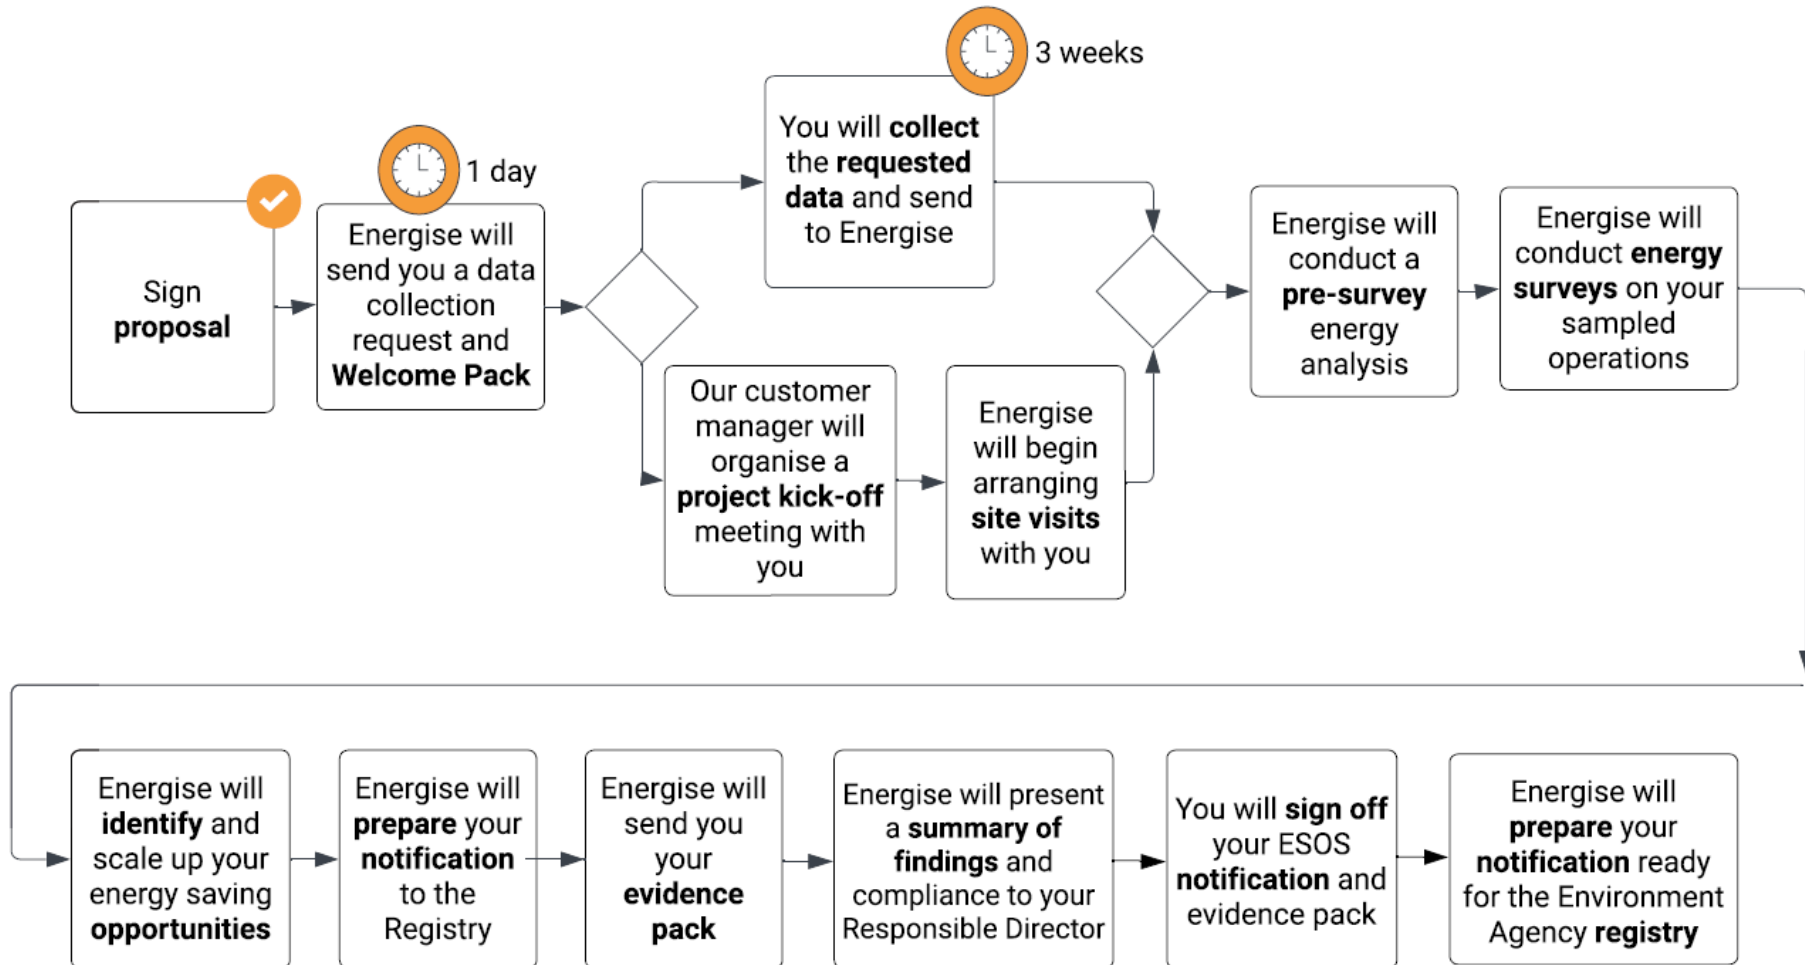 Sign
proposal
1 day
Energise will
send you a data
collection
request and
Welcome Pack
3 weeks
You will collect
the requested
data and send
to Energise
Our customer
manager will
organise a
project kick-off
meeting with
you
Energise
will begin
arranging
site visits
with you
Energise will
conduct a
pre-survey
energy
analysis
Energise will
conduct energy
surveys on your
sampled
operations
Energise will
identify and
scale up your
energy saving
opportunities
Energise will
prepare your
notification
to the
Registry
Energise will
send you
your
evidence
pack
Energise will present
a summary of
findings and
compliance to your
Responsible Director
You will sign off
your ESOS
notification and
evidence pack
Energise will
prepare your
notification ready
for the Environment
Agency registry